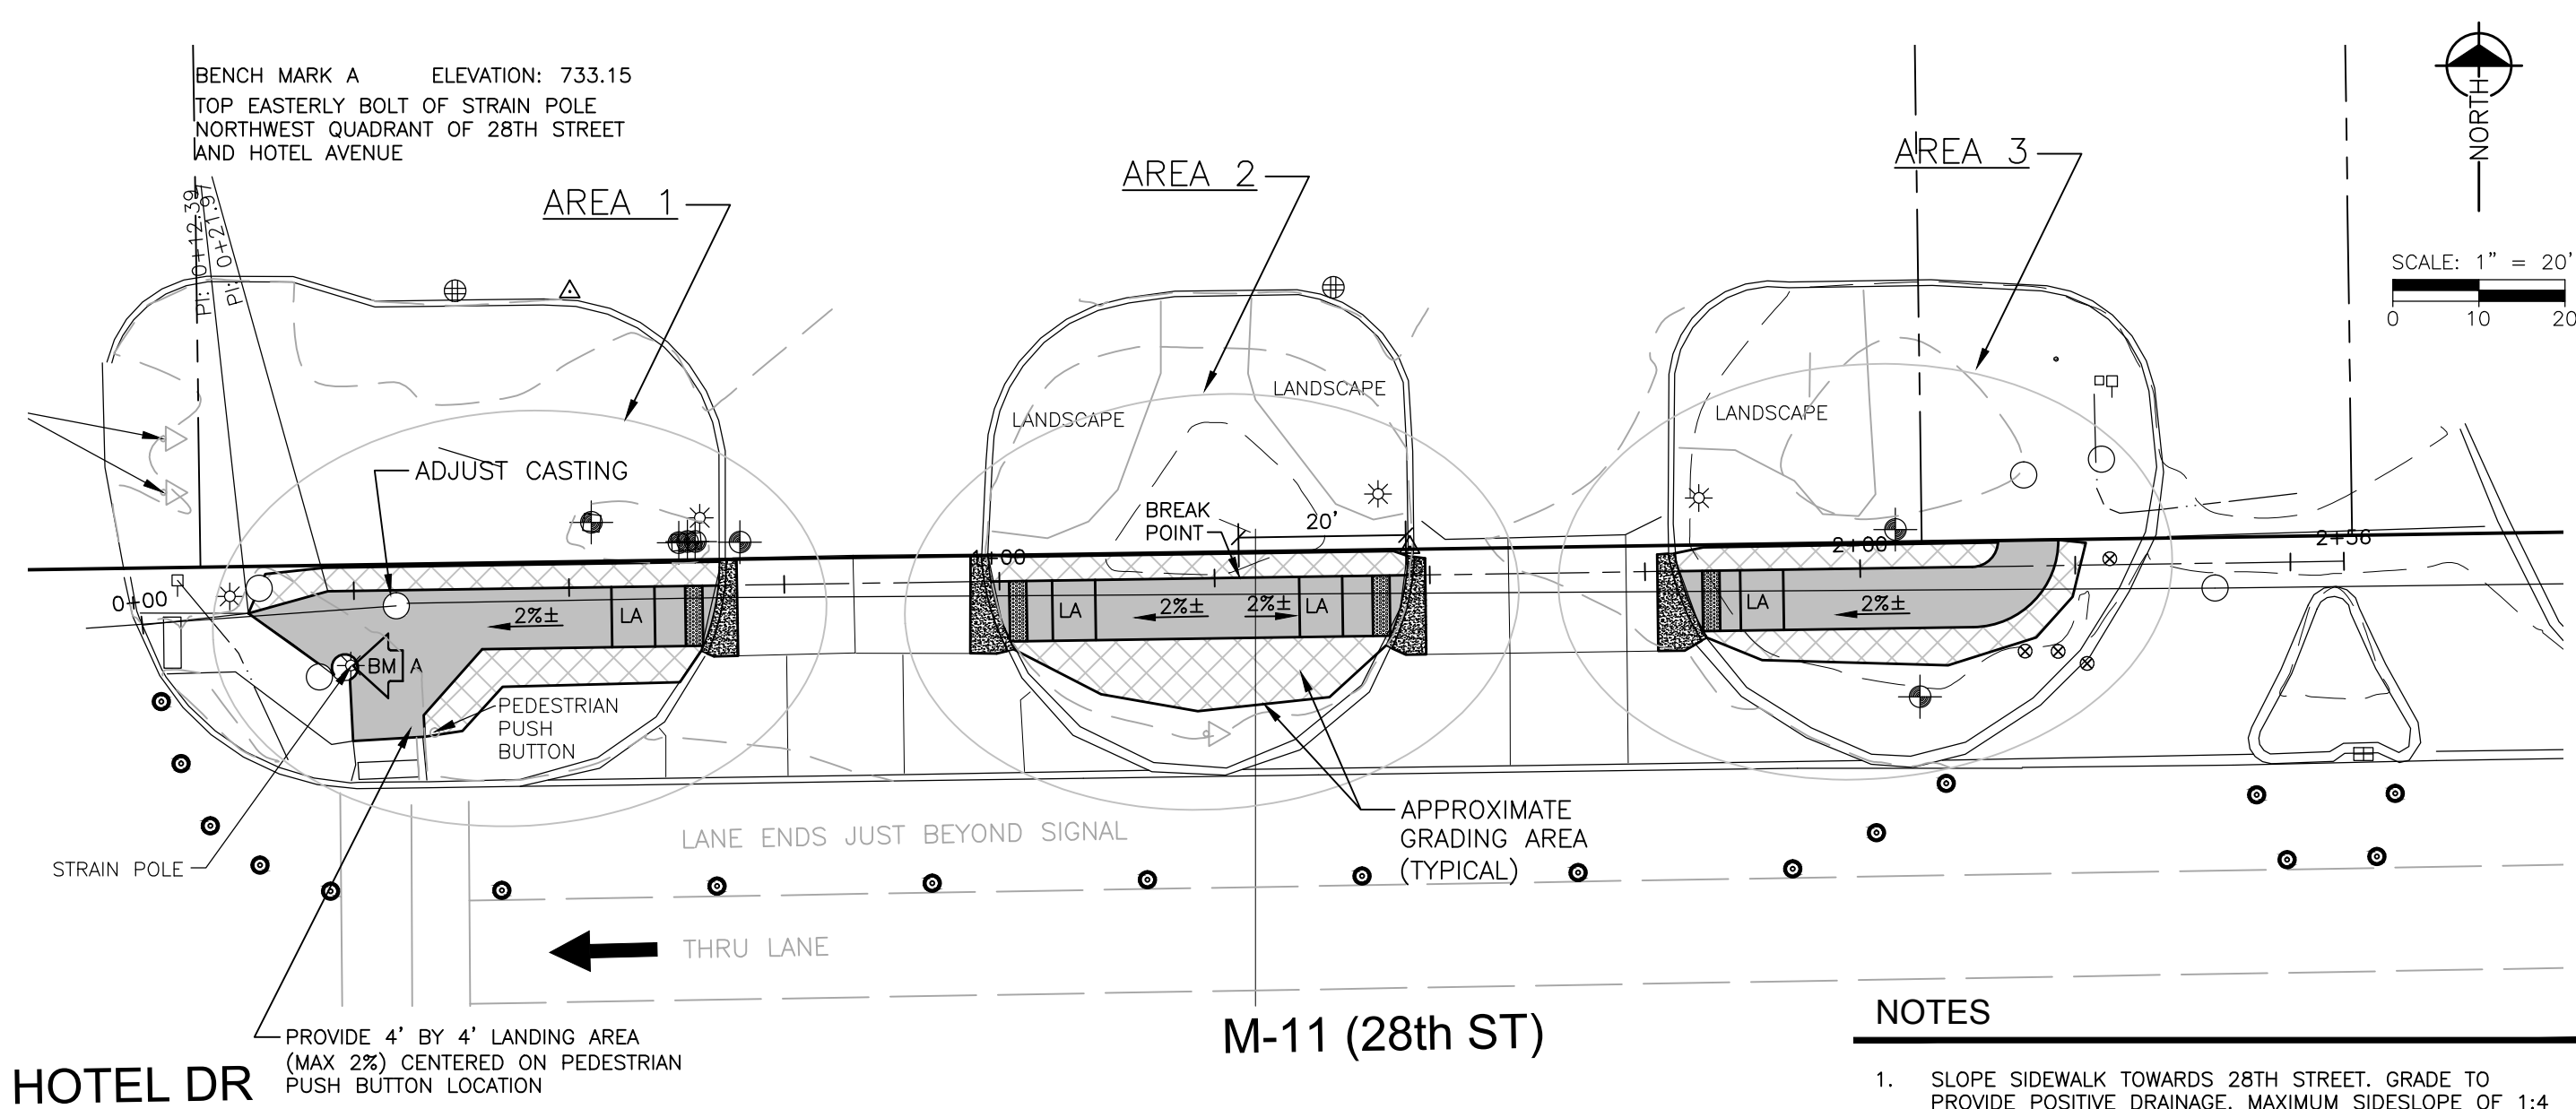 BENCH MARK A ELEVATION: 733.15
TOP EASTERLY BOLT OF STRAIN POLE
NORTHWEST QUADRANT OF 28TH STREET
AND HOTEL AVENUE
PI: 0+12.39
PI: 0+21.97
AREA 1
AREA 2
AREA 3
NORTH
SCALE: 1” = 20’
0 10 20
ADJUST CASTING
LANDSCAPE
LANDSCAPE
LANDSCAPE
BREAK
POINT
20’
0+00
1+00
2+00
2+56
2%±
LA
LA
2%±
2%±
LA
LA
2%±
BM A
PEDESTRIAN
PUSH
BUTTON
STRAIN POLE
LANE ENDS JUST BEYOND SIGNAL
APPROXIMATE
GRADING AREA
(TYPICAL)
THRU LANE
PROVIDE 4’ BY 4’ LANDING AREA
(MAX 2%) CENTERED ON PEDESTRIAN
PUSH BUTTON LOCATION
HOTEL DR
M-11 (28th ST)
NOTES
1. SLOPE SIDEWALK TOWARDS 28TH STREET. GRADE TO
PROVIDE POSITIVE DRAINAGE. MAXIMUM SIDESLOPE OF 1:4